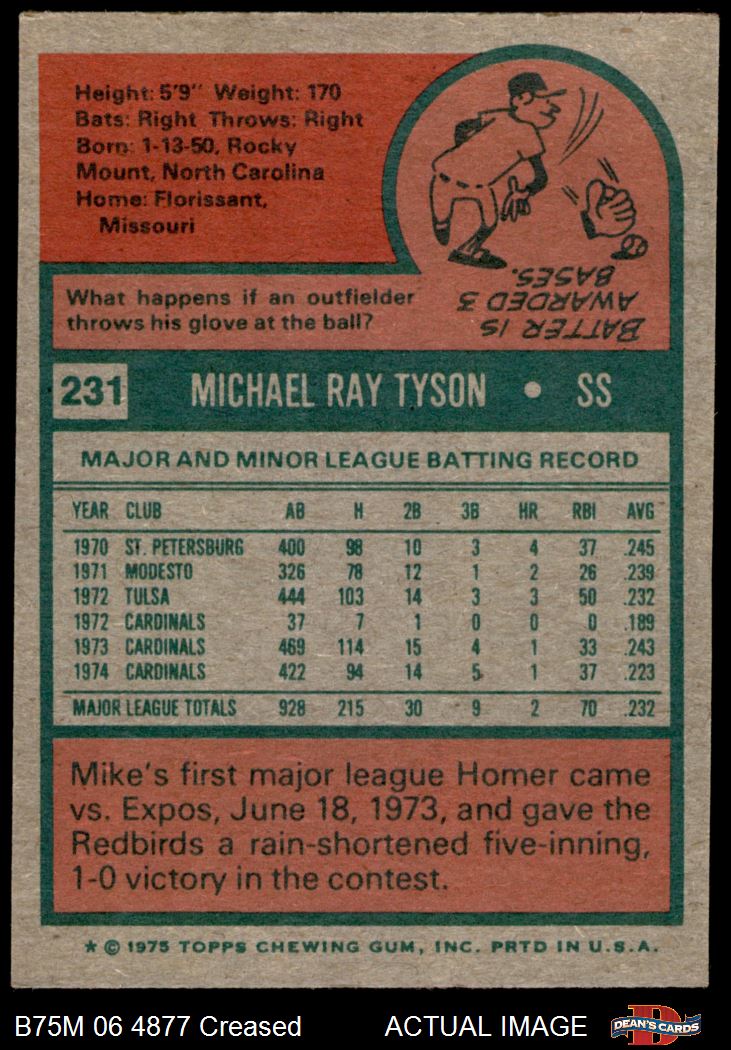 Height: 5'9" Weight: 170
Bats: Right Throws: Right
Born: 1-13-50, Rocky
Mount, North Carolina
Home: Florissant,
Missouri
What happens if an outfielder
throws his glove at the ball?
BATTER IS
AWARDED 3
BASES.
231 MICHAEL RAY TYSON • SS
MAJOR AND MINOR LEAGUE BATTING RECORD
YEAR CLUB AB H 2B 3B HR RBI AVG
1970 ST. PETERSBURG 400 98 10 3 4 37 .245
1971 MODESTO 326 78 12 1 2 26 .239
1972 TULSA 444 103 14 3 3 50 .232
1972 CARDINALS 37 7 1 0 0 0 .189
1973 CARDINALS 469 114 15 4 1 33 .243
1974 CARDINALS 422 94 14 5 1 37 .223
MAJOR LEAGUE TOTALS 928 215 30 9 2 70 .232
Mike's first major league Homer came
vs. Expos, June 18, 1973, and gave the
Redbirds a rain-shortened five-inning,
1-0 victory in the contest.
★ © 1975 TOPPS CHEWING GUM, INC. PRTD IN U.S.A.
B75M 06 4877 Creased ACTUAL IMAGE
D
DEAN'S CARDS